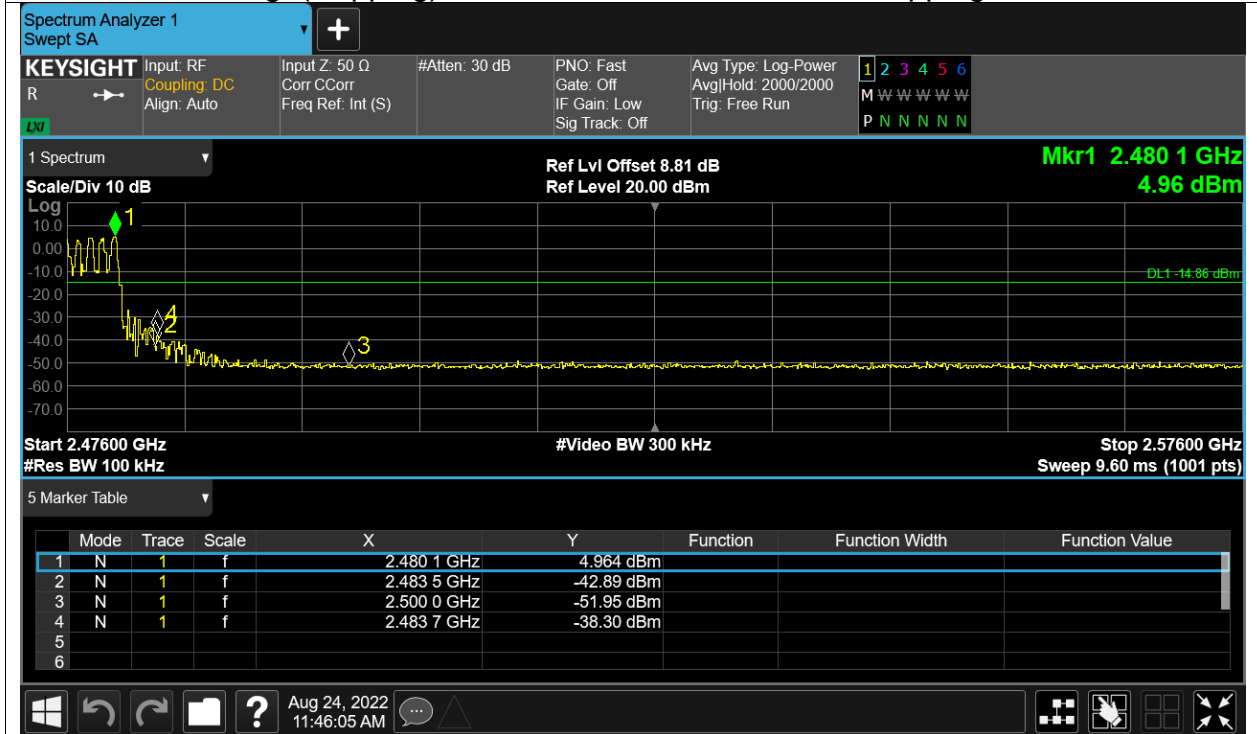 Spectrum Analyzer 1
Swept SA
KEYSIGHT
R
LXI
Input: RF
Coupling: DC
Align: Auto
Input Z: 50 Ω
Corr CCorr
Freq Ref: Int (S)
#Atten: 30 dB
PNO: Fast
Gate: Off
IF Gain: Low
Sig Track: Off
Avg Type: Log-Power
Avg|Hold: 2000/2000
Trig: Free Run
1 2 3 4 5 6
M W W W W W
P N N N N N
1 Spectrum
Scale/Div 10 dB
Ref Lvl Offset 8.81 dB
Ref Level 20.00 dBm
Mkr1 2.480 1 GHz
4.96 dBm
Log
10.0
0.00
-10.0
-20.0
-30.0
-40.0
-50.0
-60.0
-70.0
1
4
2
3
DL1 -14.86 dBm
Start 2.47600 GHz
#Res BW 100 kHz
#Video BW 300 kHz
Stop 2.57600 GHz
Sweep 9.60 ms (1001 pts)
5 Marker Table
Mode Trace Scale X Y Function Function Width Function Value
1 N 1 f 2.480 1 GHz 4.964 dBm
2 N 1 f 2.483 5 GHz -42.89 dBm
3 N 1 f 2.500 0 GHz -51.95 dBm
4 N 1 f 2.483 7 GHz -38.30 dBm
5
6
?
Aug 24, 2022
11:46:05 AM